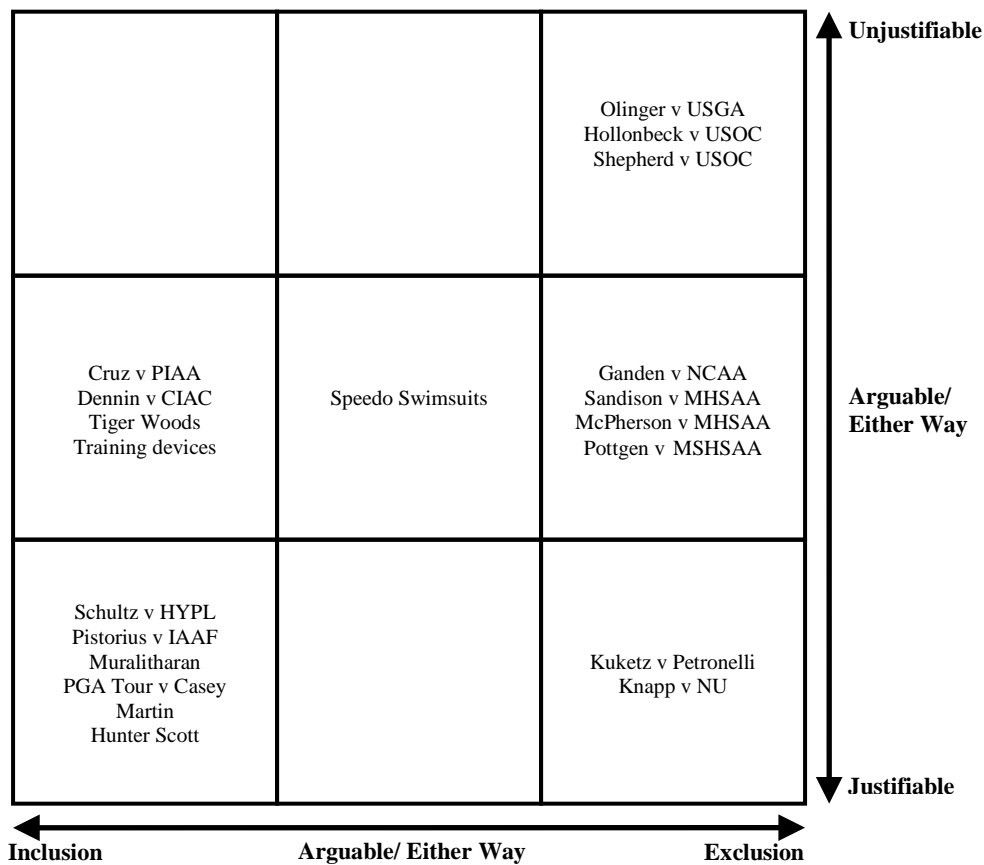 Unjustifiable
Olinger v USGA
Hollonbeck v USOC
Shepherd v USOC
Cruz v PIAA
Dennin v CIAC
Tiger Woods
Training devices
Speedo Swimsuits
Ganden v NCAA
Sandison v MHSAA
McPherson v MHSAA
Pottgen v MSHSAA
Arguable/
Either Way
Schultz v HYPL
Pistorius v IAAF
Muralitharan
PGA Tour v Casey
Martin
Hunter Scott
Kuketz v Petronelli
Knapp v NU
Justifiable
Inclusion
Arguable/ Either Way
Exclusion